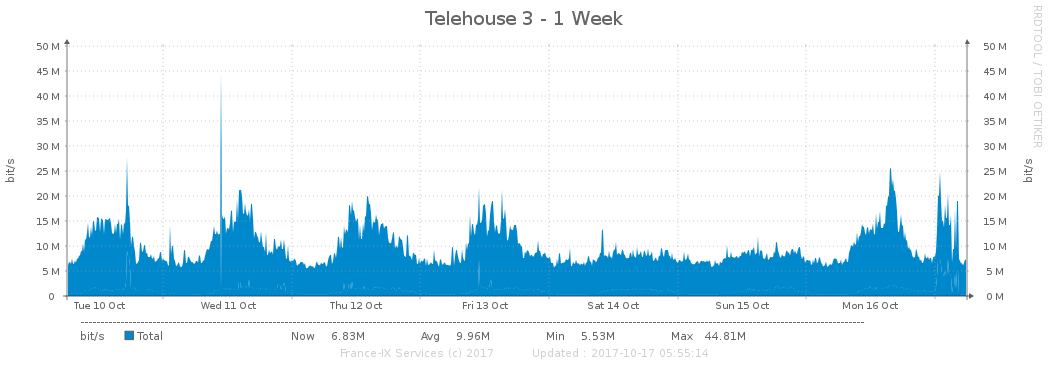 Telehouse 3 - 1 Week
RRDTOOL / TOBI OETIKER
bit/s
50 M 50 M
45 M 45 M
40 M 40 M
35 M 35 M
30 M 30 M
25 M 25 M
20 M 20 M
15 M 15 M
10 M 10 M
5 M 5 M
0 0 M
bit/s
Tue 10 Oct Wed 11 Oct Thu 12 Oct Fri 13 Oct Sat 14 Oct Sun 15 Oct Mon 16 Oct
bit/s Total Now 6.83M Avg 9.96M Min 5.53M Max 44.81M
France-IX Services (c) 2017 Updated : 2017-10-17 05:55:14